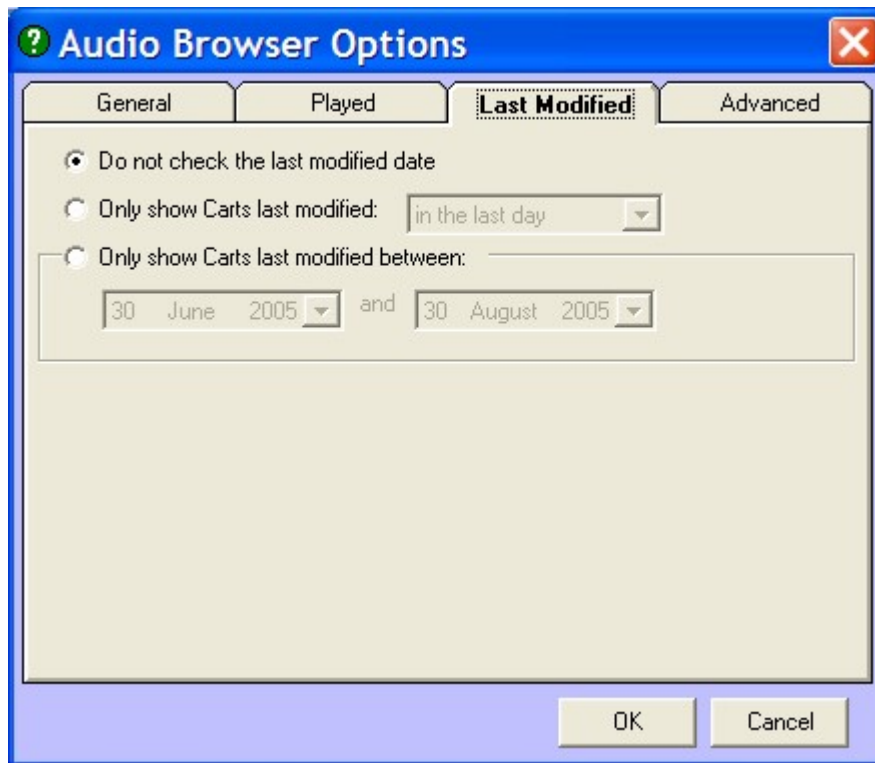 Audio Browser Options
General Played Last Modified Advanced
Do not check the last modified date
Only show Carts last modified: in the last day
Only show Carts last modified between:
30 June 2005 and 30 August 2005
OK Cancel